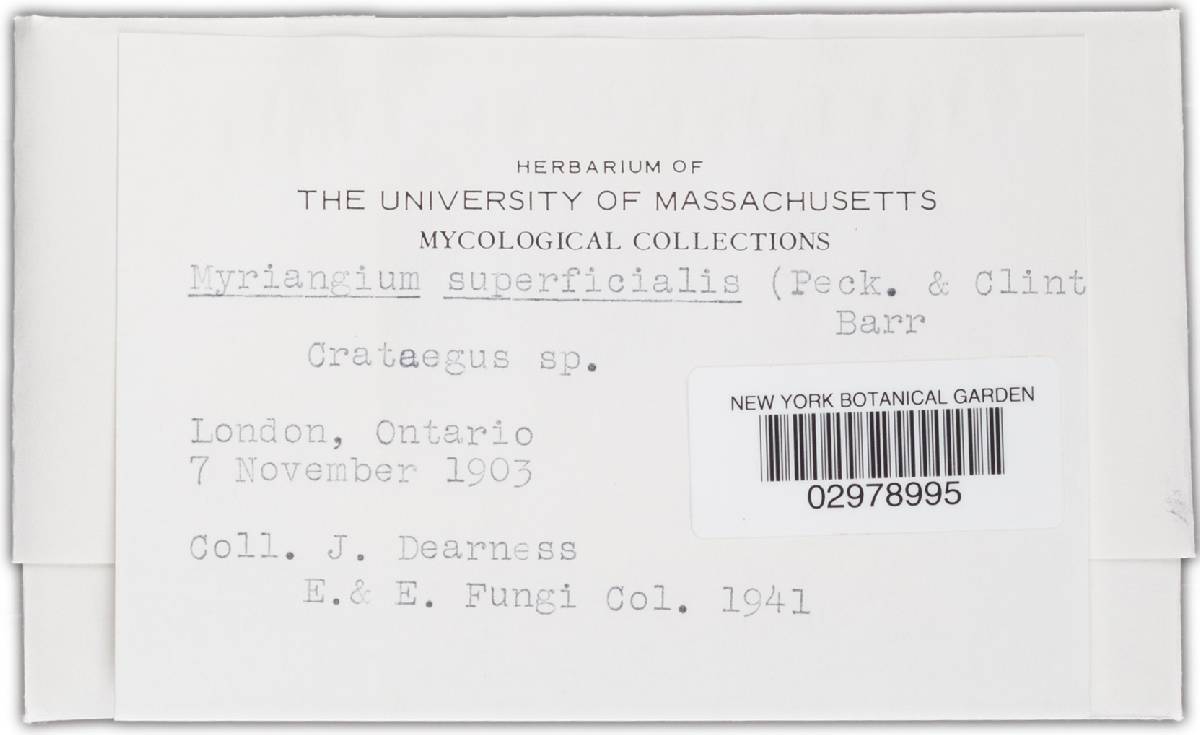 HERBARIUM OF
THE UNIVERSITY OF MASSACHUSETTS
MYCOLOGICAL COLLECTIONS
Myriangium superficialis (Peck. & Clint
Barr
Crataegus sp.
NEW YORK BOTANICAL GARDEN
02978995
London, Ontario
7 November 1903
Coll. J. Dearness
E.& E. Fungi Col. 1941